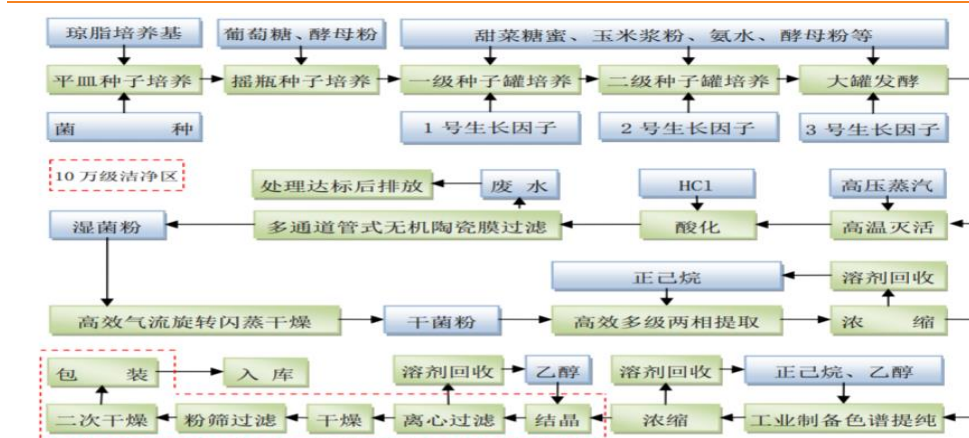 琼脂培养基
葡萄糖、酵母粉
甜菜糖蜜、玉米浆粉、氨水、酵母粉等
平皿种子培养
摇瓶种子培养
一级种子罐培养
二级种子罐培养
大罐发酵
菌 种
1号生长因子
2号生长因子
3号生长因子
10万级洁净区
处理达标后排放
废水
HCl
高压蒸汽
湿菌粉
多通道管式无机陶瓷膜过滤
酸化
高温灭活
正己烷
溶剂回收
高效气流旋转闪蒸干燥
干菌粉
高效多级两相提取
浓 缩
包 装
入库
溶剂回收
乙醇
溶剂回收
正己烷、乙醇
二次干燥
粉筛过滤
干燥
离心过滤
结晶
浓缩
工业制备色谱提纯